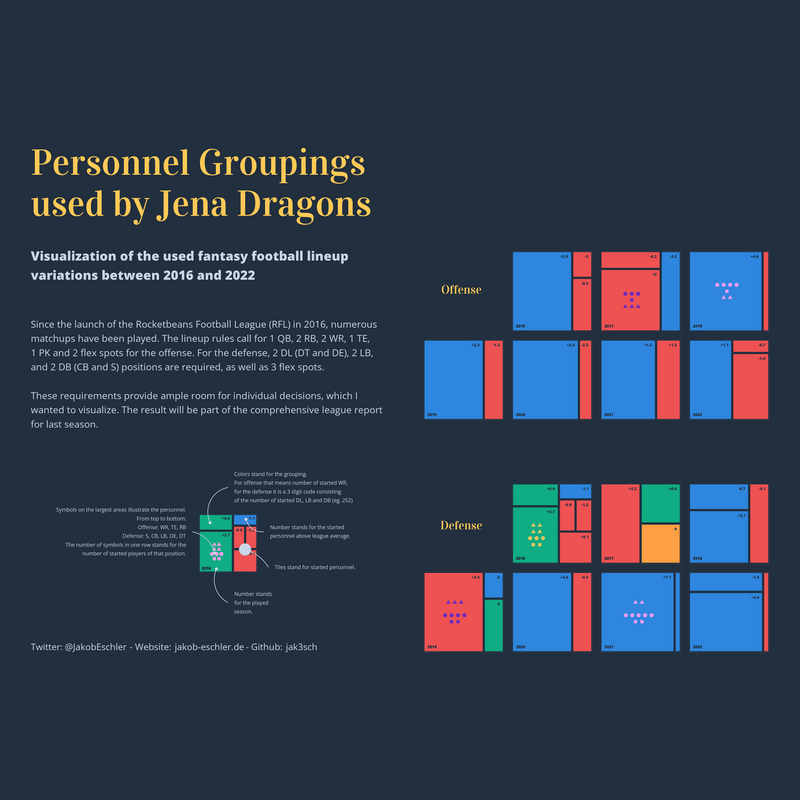 Personnel Groupings
used by Jena Dragons
Visualization of the used fantasy football lineup
variations between 2016 and 2022
Since the launch of the Rocketbeans Football League (RFL) in 2016, numerous
matchups have been played. The lineup rules call for 1 QB, 2 RB, 2 WR, 1 TE,
1 PK and 2 flex spots for the offense. For the defense, 2 DL (DT and DE), 2 LB,
and 2 DB (CB and S) positions are required, as well as 3 flex spots.
These requirements provide ample room for individual decisions, which I
wanted to visualize. The result will be part of the comprehensive league report
for last season.
Colors stand for the grouping.
For offense that means number of started WR,
for the defense it is a 3 digit code consisting
of the number of started DL, LB and DB (eg. 252)
Symbols on the largest areas illustrate the personnel.
From top to bottom:
Offense: WR, TE, RB
Defense: S, CB, LB, DE, DT
The number of symbols in one row stands for the
number of started players of that position.
Number stands for the started
personnel above league average.
Tiles stand for started personnel.
Number stands
for the played
season.
Twitter: @JakobEschler - Website: jakob-eschler.de - Github: jak3sch
Offense
2016
2017
2018
2019
2020
2021
2022
Defense
2016
2017
2018
2019
2020
2021
2022